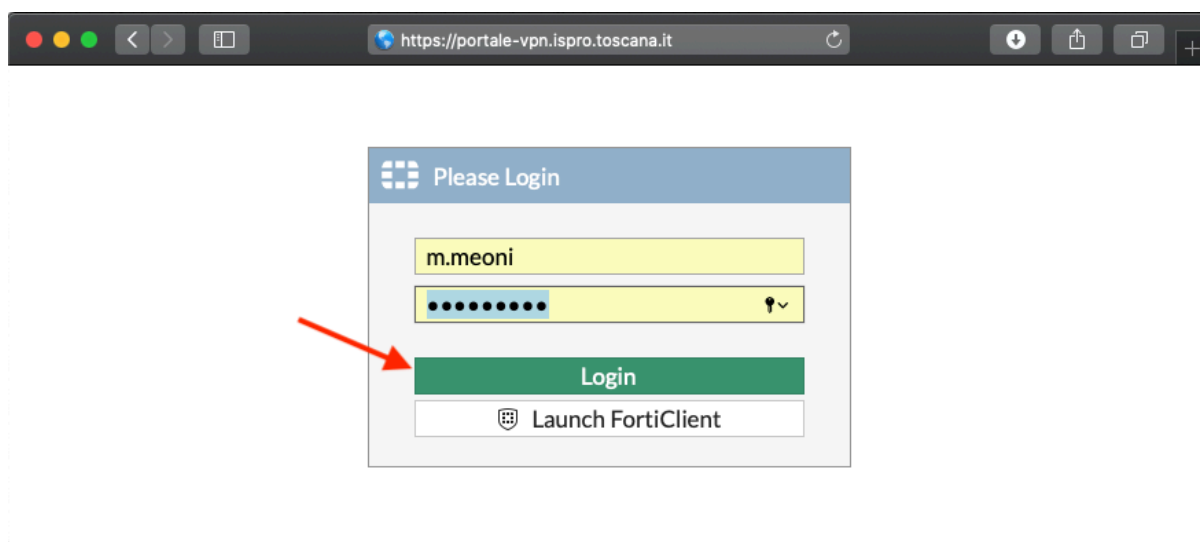 https://portale-vpn.ispro.toscana.it
Please Login
m.meoni
•••••••••
Login
Launch FortiClient